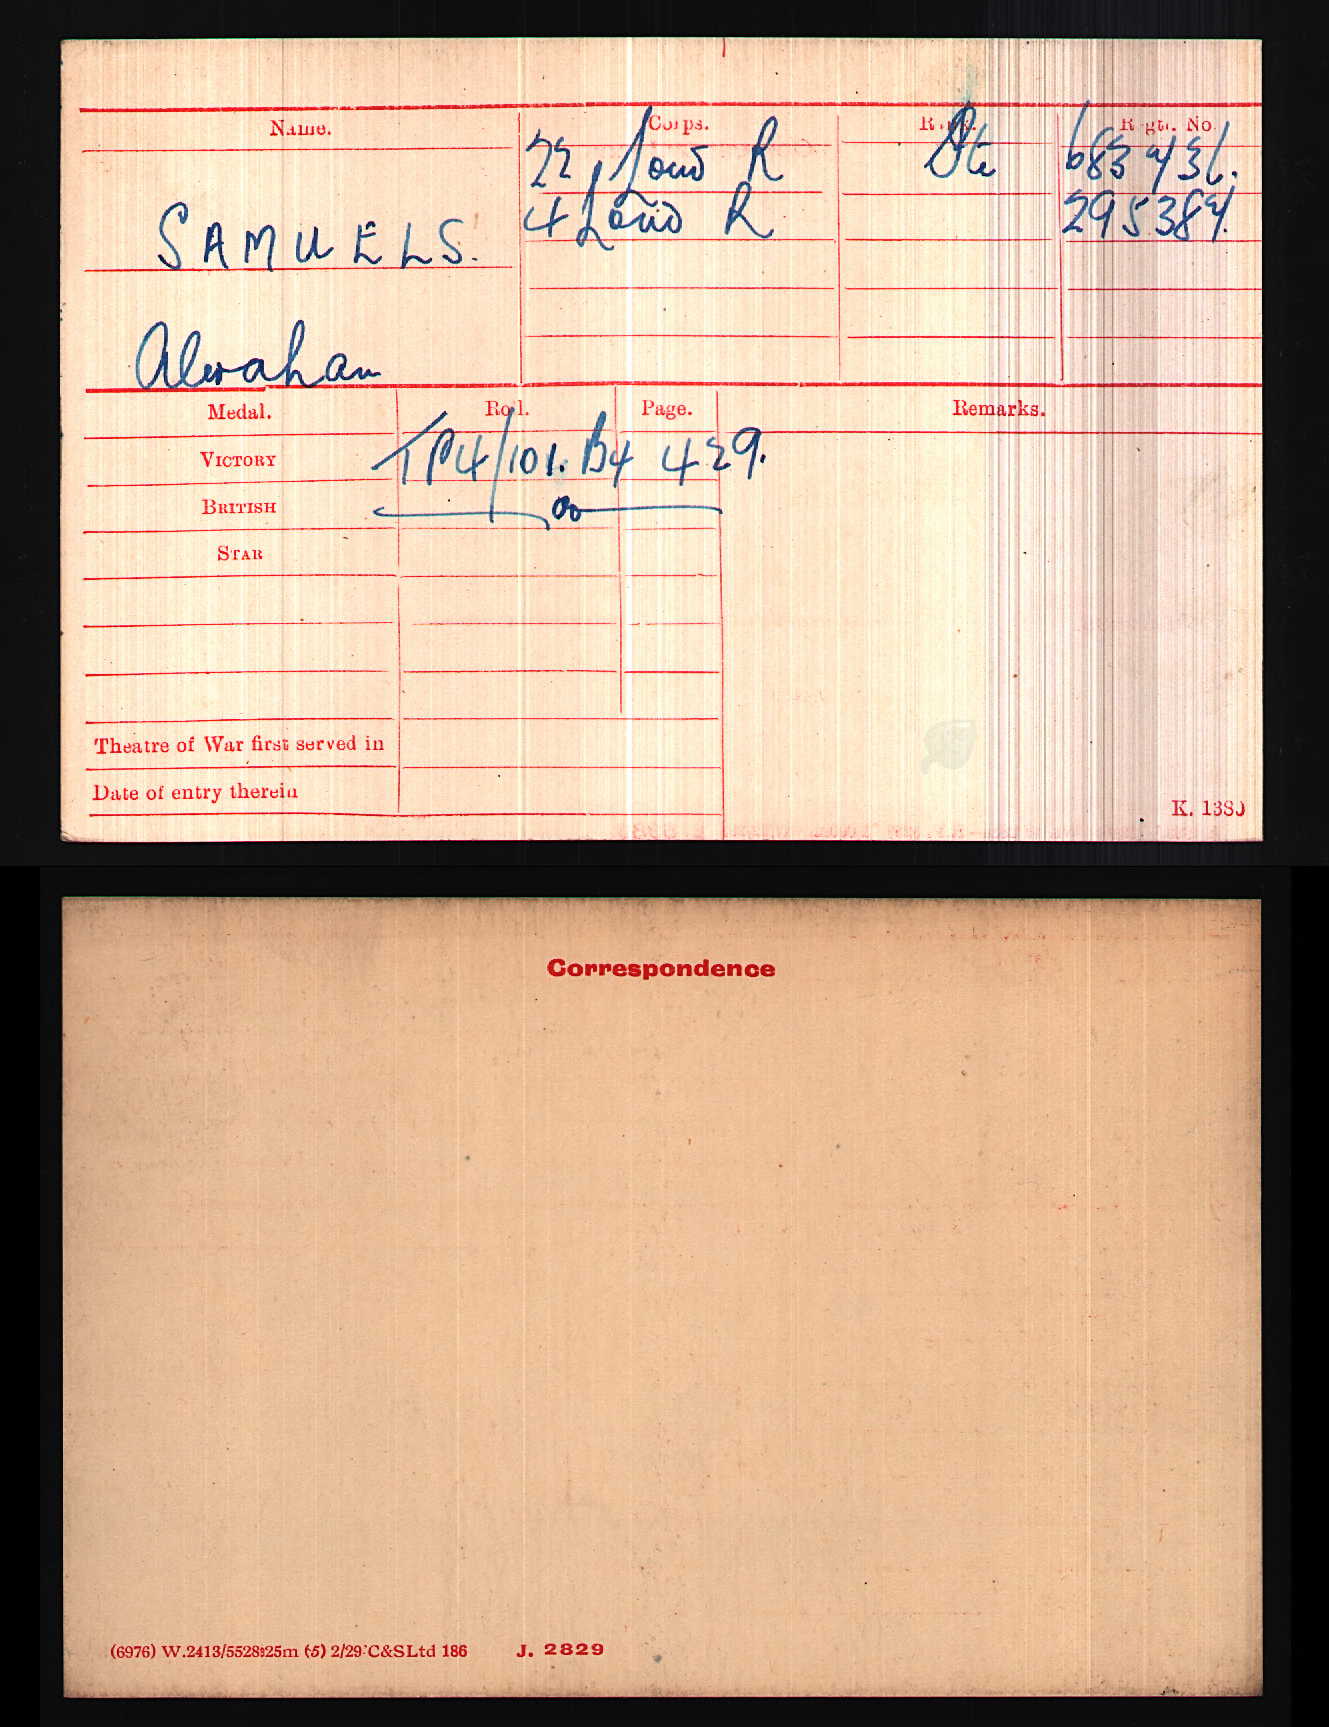 Name. Corps. Rank. Regtl. No.
22 Lond R Pte 683436.
SAMUELS. 4 Lond R 295384.
Abraham
Medal. Roll. Page. Remarks.
VICTORY TP4/101. B4 429.
BRITISH do
STAR
Theatre of War first served in
Date of entry therein
K. 1380
Correspondence
(6976) W.2413/5528 25m (5) 2/29 C&SLtd 186 J. 2829